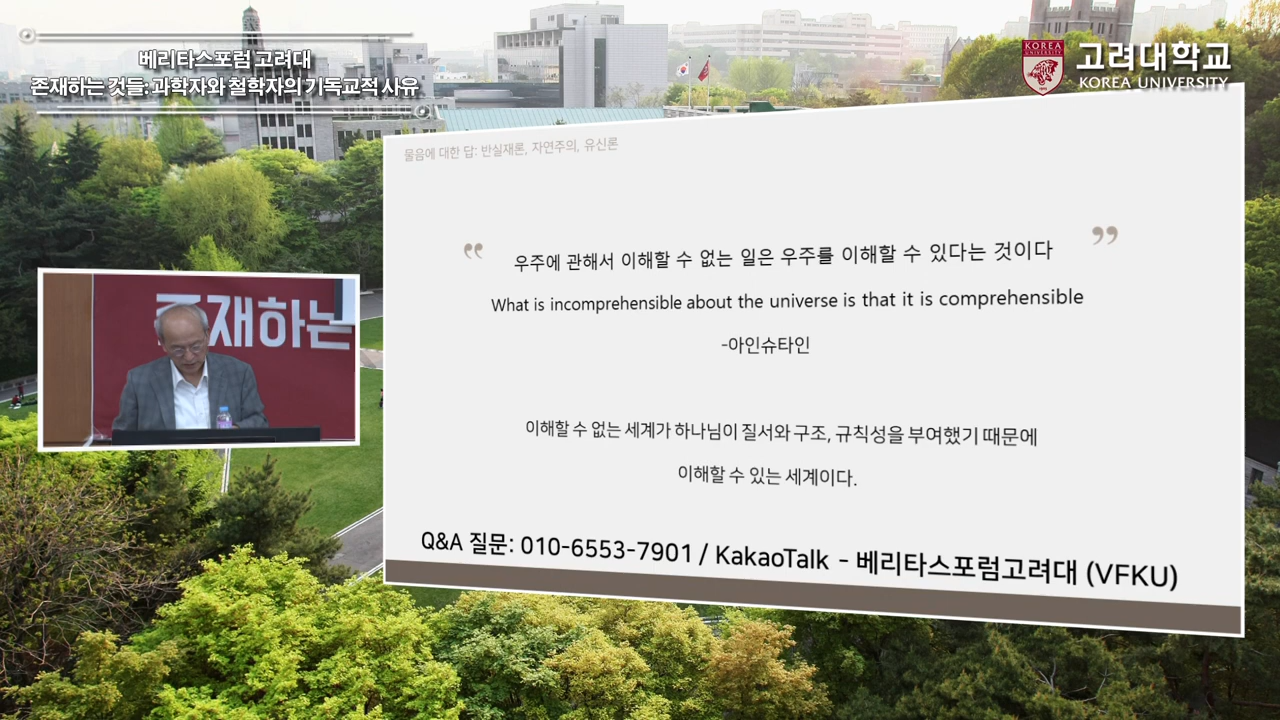 베리타스포럼 고려대
존재하는 것들: 과학자와 철학자의 기독교적 사유
KOREA
UNIVERSITY
고려대학교
KOREA UNIVERSITY
물음에 대한 답: 반실재론, 자연주의, 유신론
“ 우주에 관해서 이해할 수 없는 일은 우주를 이해할 수 있다는 것이다 ”
What is incomprehensible about the universe is that it is comprehensible
-아인슈타인
이해할 수 없는 세계가 하나님이 질서와 구조, 규칙성을 부여했기 때문에
이해할 수 있는 세계이다.
Q&A 질문: 010-6553-7901 / KakaoTalk - 베리타스포럼고려대 (VFKU)
존재하는